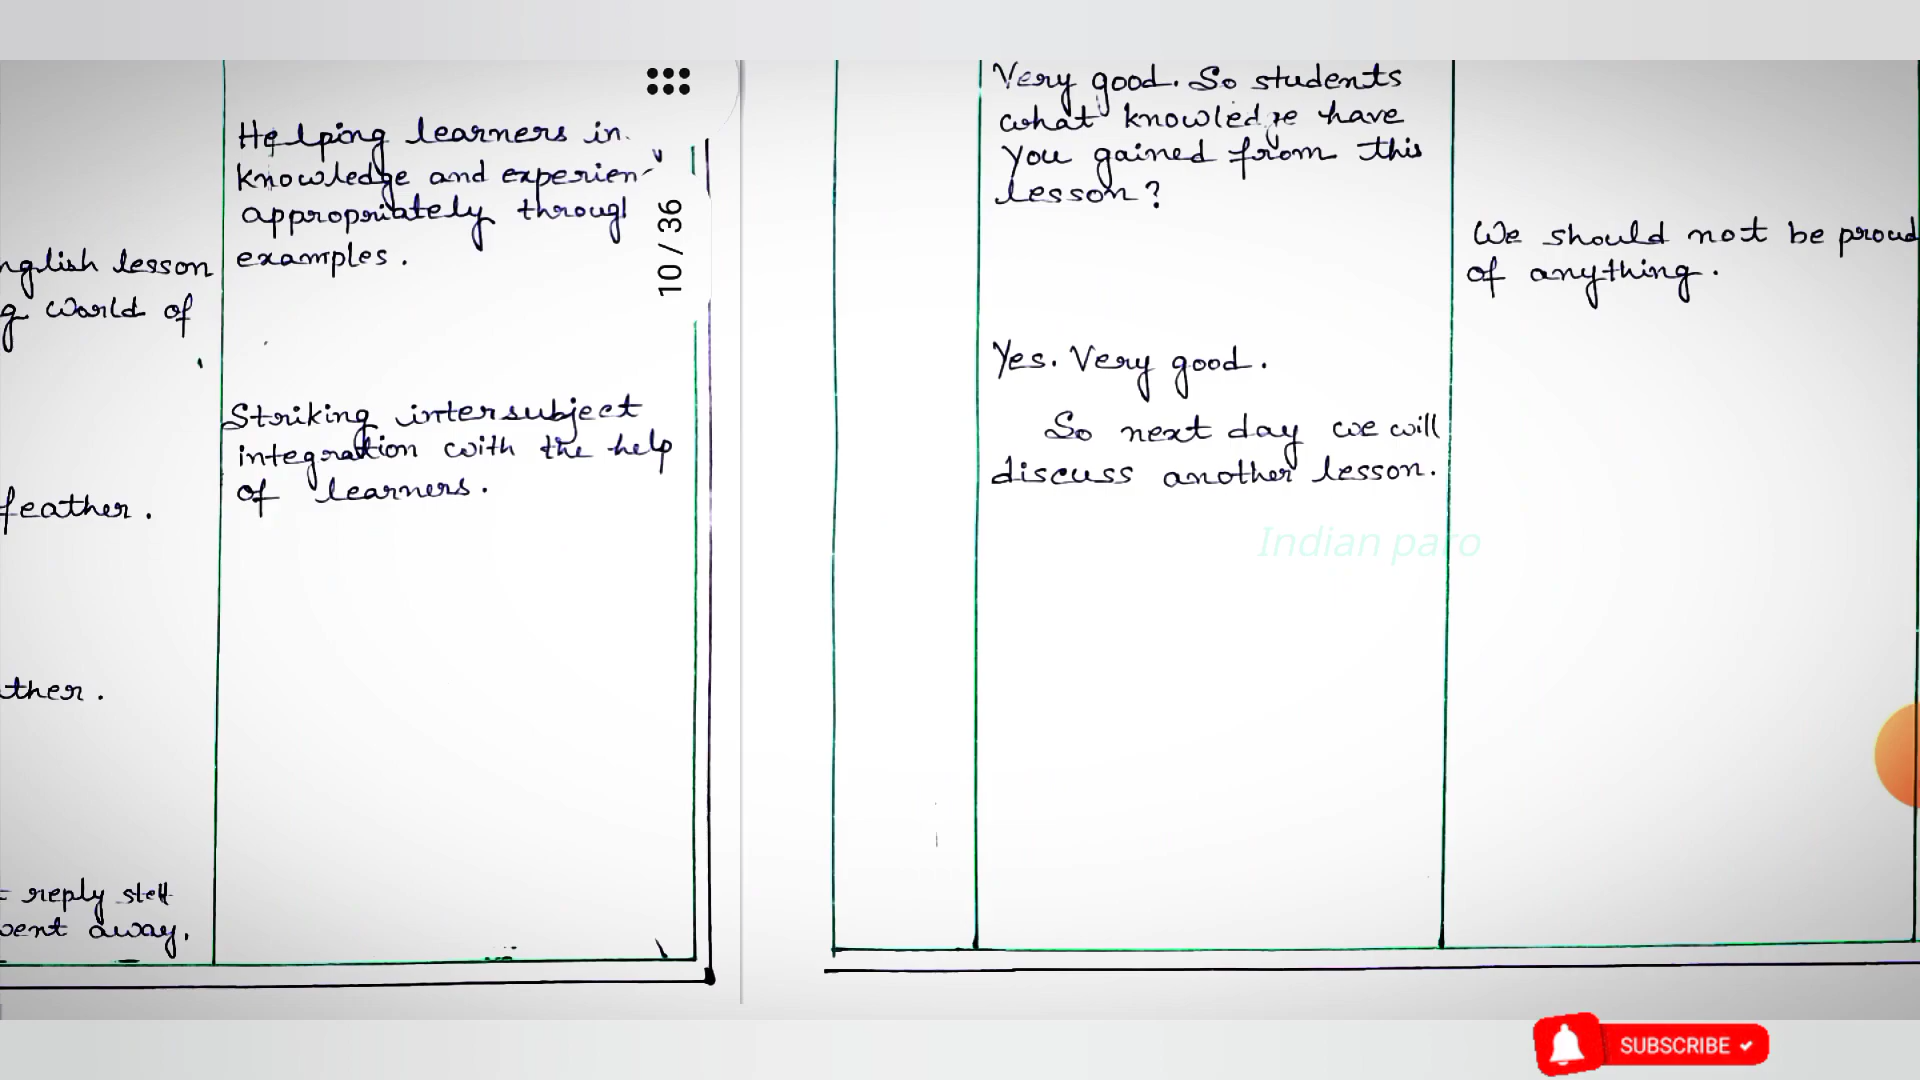 Helping learners in
knowledge and experien-
appropriately
examples.
10/36
nglish lesson
g world of
Striking intersubject
integration with the help
of learners.
feather.
ther.
reply
away.
Very good. So students
what knowledge have
you gained from this
lesson?
We should not be proud
of anything.
Yes. Very good.
So next day we will
discuss another lesson.
Indian paro
SUBSCRIBE